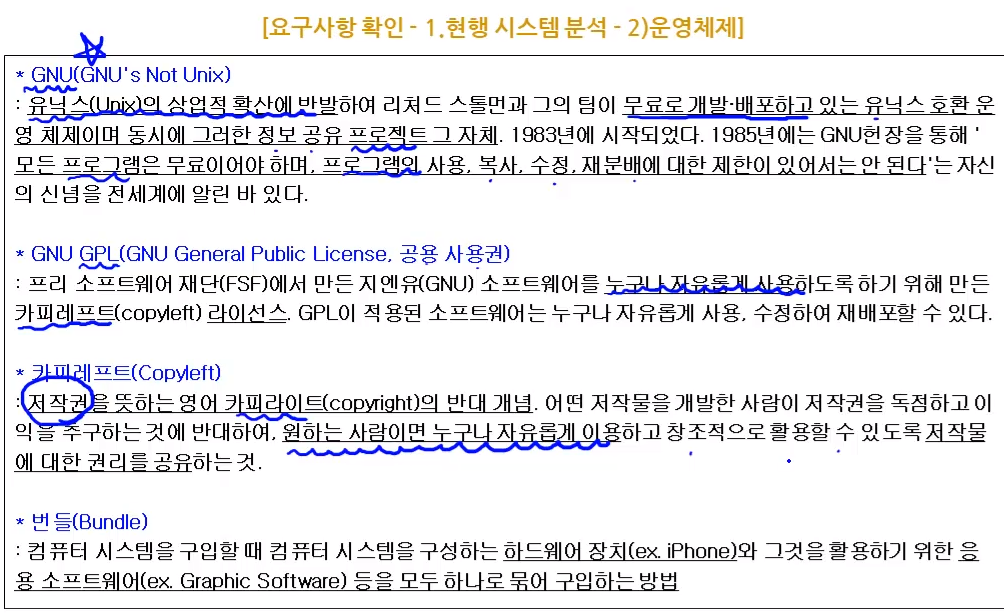 [요구사항 확인 - 1.현행 시스템 분석 - 2)운영체제]
* GNU(GNU's Not Unix)
: 유닉스(Unix)의 상업적 확산에 반발하여 리처드 스톨먼과 그의 팀이 무료로 개발·배포하고 있는 유닉스 호환 운
영 체제이며 동시에 그러한 정보 공유 프로젝트 그 자체. 1983년에 시작되었다. 1985년에는 GNU헌장을 통해 '
모든 프로그램은 무료이어야 하며, 프로그램의 사용, 복사, 수정, 재분배에 대한 제한이 있어서는 안 된다'는 자신
의 신념을 전세계에 알린 바 있다.
* GNU GPL(GNU General Public License, 공용 사용권)
: 프리 소프트웨어 재단(FSF)에서 만든 지엔유(GNU) 소프트웨어를 누구나 자유롭게 사용하도록 하기 위해 만든
카피레프트(copyleft) 라이선스. GPL이 적용된 소프트웨어는 누구나 자유롭게 사용, 수정하여 재배포할 수 있다.
* 카피레프트(Copyleft)
: 저작권을 뜻하는 영어 카피라이트(copyright)의 반대 개념. 어떤 저작물을 개발한 사람이 저작권을 독점하고 이
익을 추구하는 것에 반대하여, 원하는 사람이면 누구나 자유롭게 이용하고 창조적으로 활용할 수 있도록 저작물
에 대한 권리를 공유하는 것.
* 번들(Bundle)
: 컴퓨터 시스템을 구입할 때 컴퓨터 시스템을 구성하는 하드웨어 장치(ex. iPhone)와 그것을 활용하기 위한 응
용 소프트웨어(ex. Graphic Software) 등을 모두 하나로 묶어 구입하는 방법